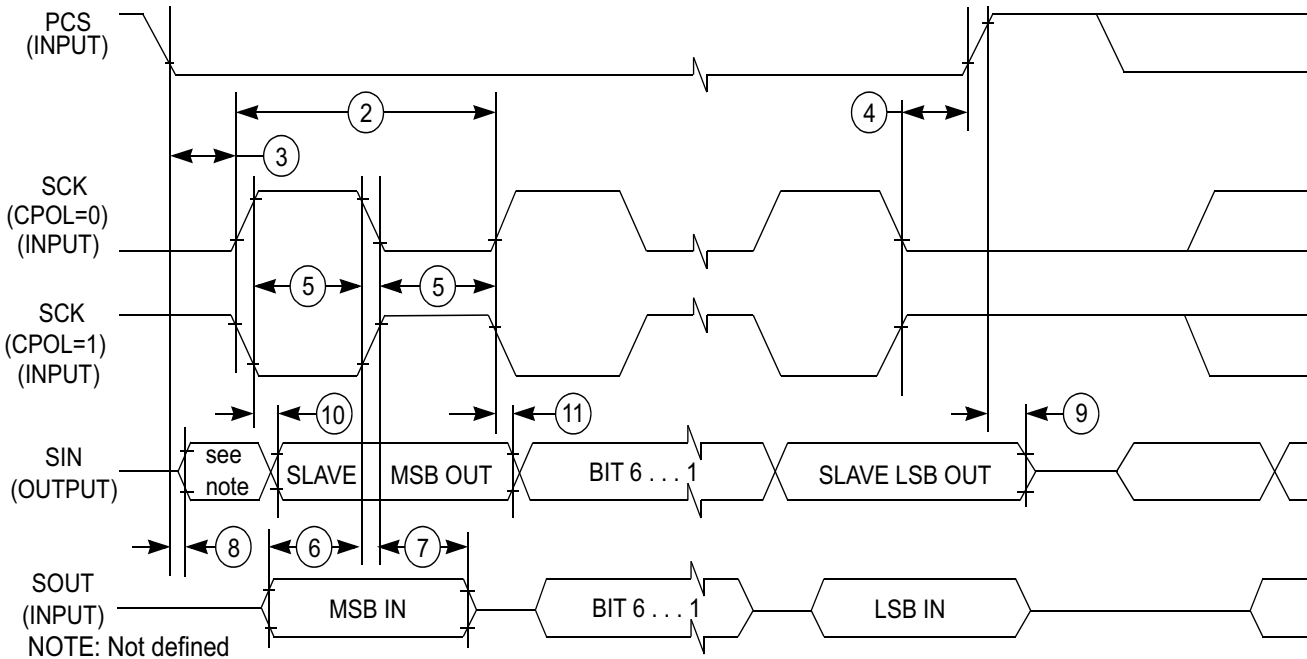 PCS
(INPUT)
2
4
3
SCK
(CPOL=0)
(INPUT)
5
5
SCK
(CPOL=1)
(INPUT)
10
11
9
SIN
(OUTPUT)
see
note
SLAVE
MSB OUT
BIT 6 . . . 1
SLAVE LSB OUT
8
6
7
SOUT
(INPUT)
MSB IN
BIT 6 . . . 1
LSB IN
NOTE: Not defined